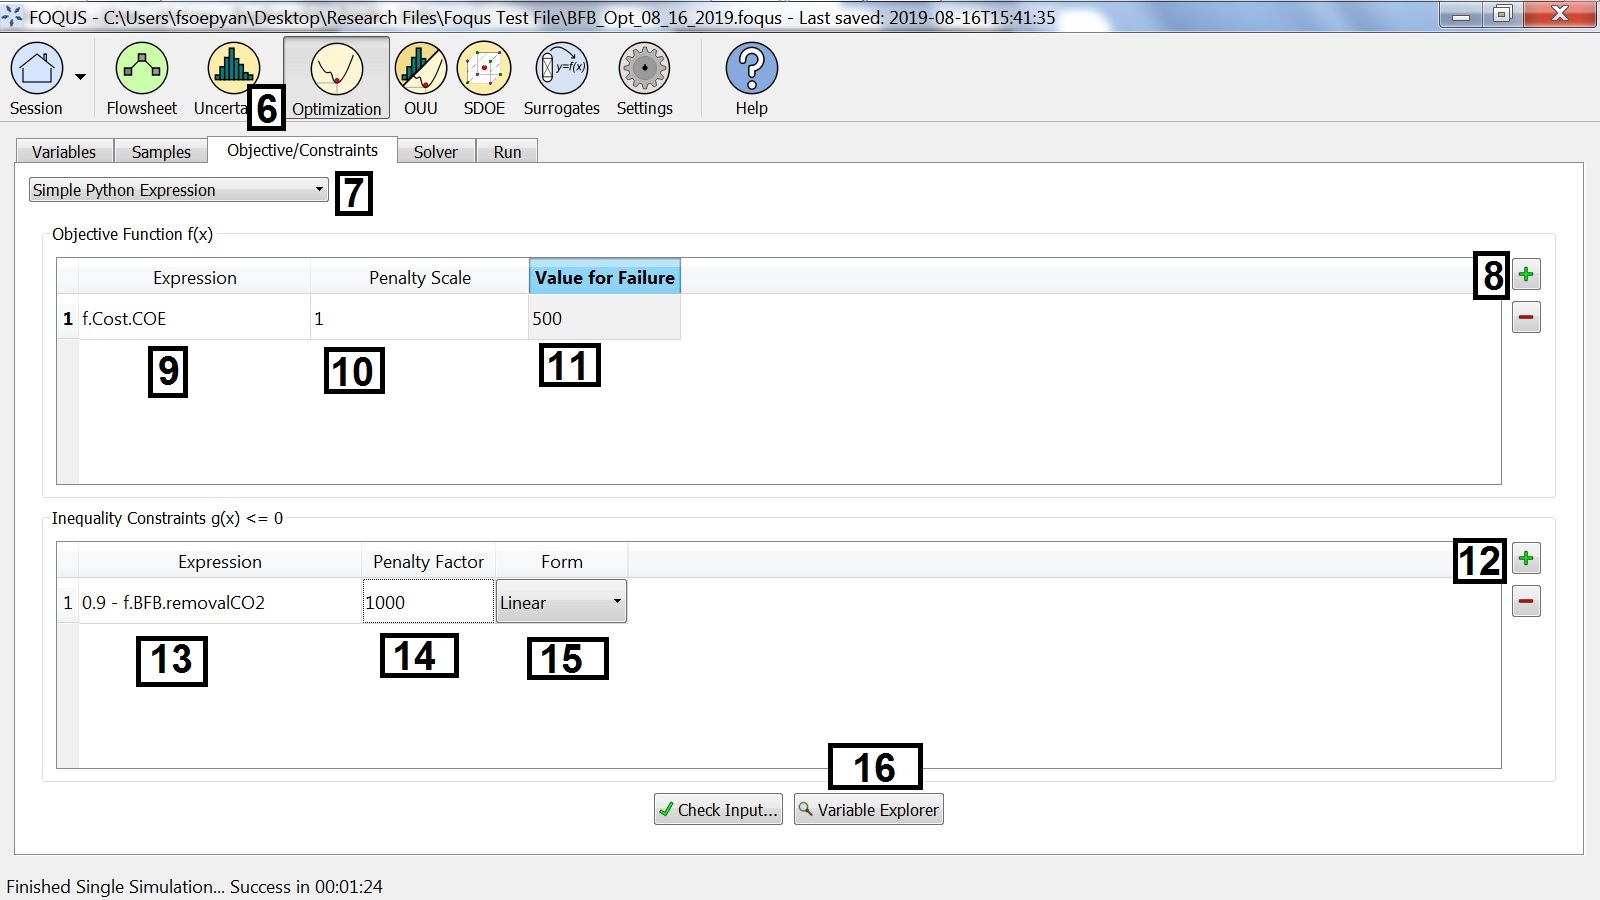 FOQUS - C:\Users\fsoepyan\Desktop\Research Files\Foqus Test File\BFB_Opt_08_16_2019.foqus - Last saved: 2019-08-16T15:41:35
y=f(x)
Session Flowsheet Uncerta 6 Optimization OUU SDOE Surrogates Settings Help
Variables Samples Objective/Constraints Solver Run
Simple Python Expression 7
Objective Function f(x)
Expression Penalty Scale Value for Failure 8
1 f.Cost.COE 1 500
9 10 11
Inequality Constraints g(x) <= 0
Expression Penalty Factor Form 12
1 0.9 - f.BFB.removalCO2 1000 Linear
13 14 15
16
Check Input... Variable Explorer
Finished Single Simulation... Success in 00:01:24